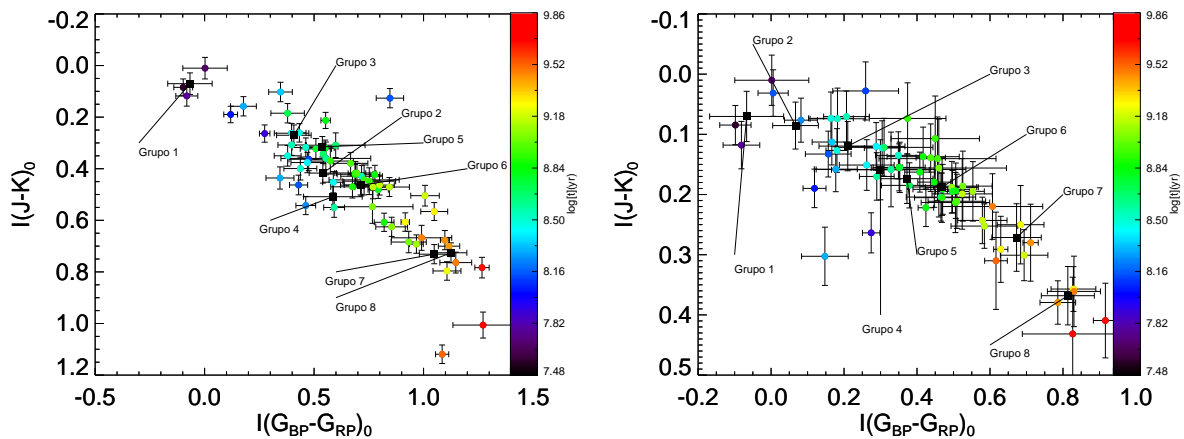 -0.2
0.0
0.2
0.4
0.6
0.8
1.0
1.2
I(J-K)0
-0.5
0.0
0.5
1.0
1.5
I(GBP-GRP)0
Grupo 1
Grupo 3
Grupo 2
Grupo 5
Grupo 6
Grupo 4
Grupo 7
Grupo 8
9.86
9.52
9.18
8.84
8.50
8.16
7.82
7.48
log(t)[yr]
-0.1
0.0
0.1
0.2
0.3
0.4
0.5
I(J-K)0
-0.2
0.0
0.2
0.4
0.6
0.8
1.0
I(GBP-GRP)0
Grupo 2
Grupo 3
Grupo 6
Grupo 7
Grupo 5
Grupo 1
Grupo 4
Grupo 8
9.86
9.52
9.18
8.84
8.50
8.16
7.82
7.48
log(t)[yr]